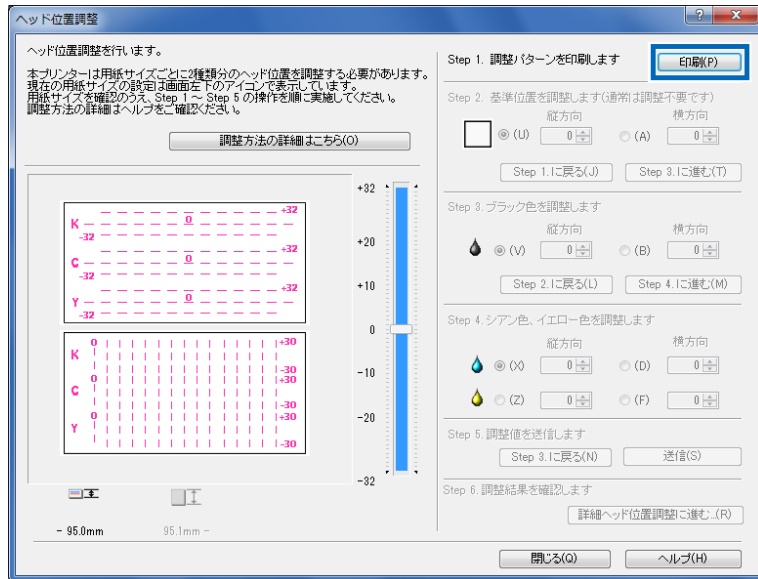 ヘッド位置調整
ヘッド位置調整を行います。
本プリンターは用紙サイズごとに2種類分のヘッド位置を調整する必要があります。
現在の用紙サイズの設定は画面左下のアイコンで表示しています。
用紙サイズを確認のうえ、Step 1 ～ Step 5 の操作を順に実施してください。
調整方法の詳細はヘルプをご確認ください。
調整方法の詳細はこちら(O)
K
-32
0
+32
C
-32
0
+32
Y
-32
0
+32
K
0
+30
-30
C
0
+30
-30
Y
0
+30
-30
+32
+20
+10
0
-10
-20
-32
- 95.0mm
95.1mm -
Step 1. 調整パターンを印刷します
印刷(P)
Step 2. 基準位置を調整します(通常は調整不要です)
縦方向 横方向
(U) 0 (A) 0
Step 1.に戻る(J) Step 3.に進む(T)
Step 3. ブラック色を調整します
縦方向 横方向
(V) 0 (B) 0
Step 2.に戻る(L) Step 4.に進む(M)
Step 4. シアン色、イエロー色を調整します
縦方向 横方向
(X) 0 (D) 0
(Z) 0 (F) 0
Step 5. 調整値を送信します
Step 3.に戻る(N) 送信(S)
Step 6. 調整結果を確認します
詳細ヘッド位置調整に進む...(R)
閉じる(Q) ヘルプ(H)